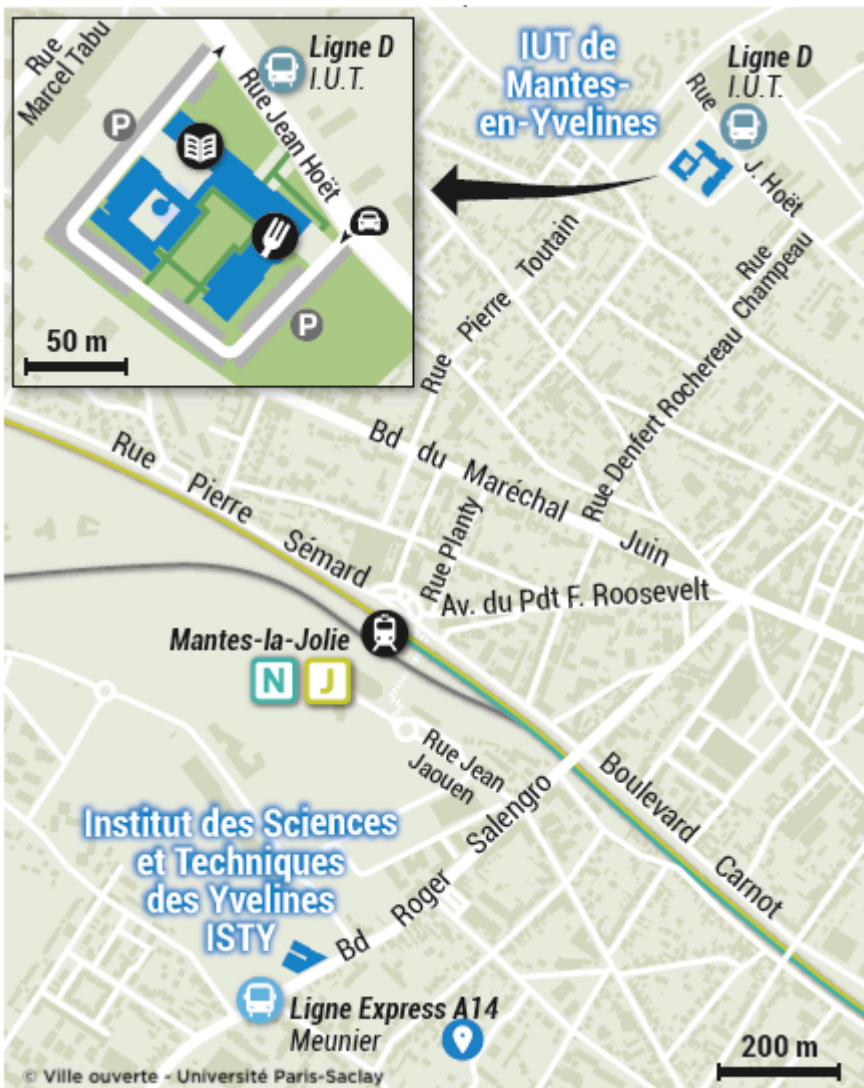 Rue
Marcel Tabu
Ligne D
I.U.T.
Rue Jean Hoët
P
P
50 m
IUT de
Mantes-
en-Yvelines
Ligne D
I.U.T.
Rue
J. Hoët
Rue Pierre Toutain
Rue
Champeau
Rue Denfert Rochereau
Bd du Maréchal Juin
Rue Pierre Sémard
Rue Planty
Av. du Pdt F. Roosevelt
Mantes-la-Jolie
N J
Rue Jean
Jaouen
Bd Roger Salengro
Boulevard Carnot
Institut des Sciences
et Techniques
des Yvelines
ISTY
Ligne Express A14
Meunier
200 m
© Ville ouverte - Université Paris-Saclay